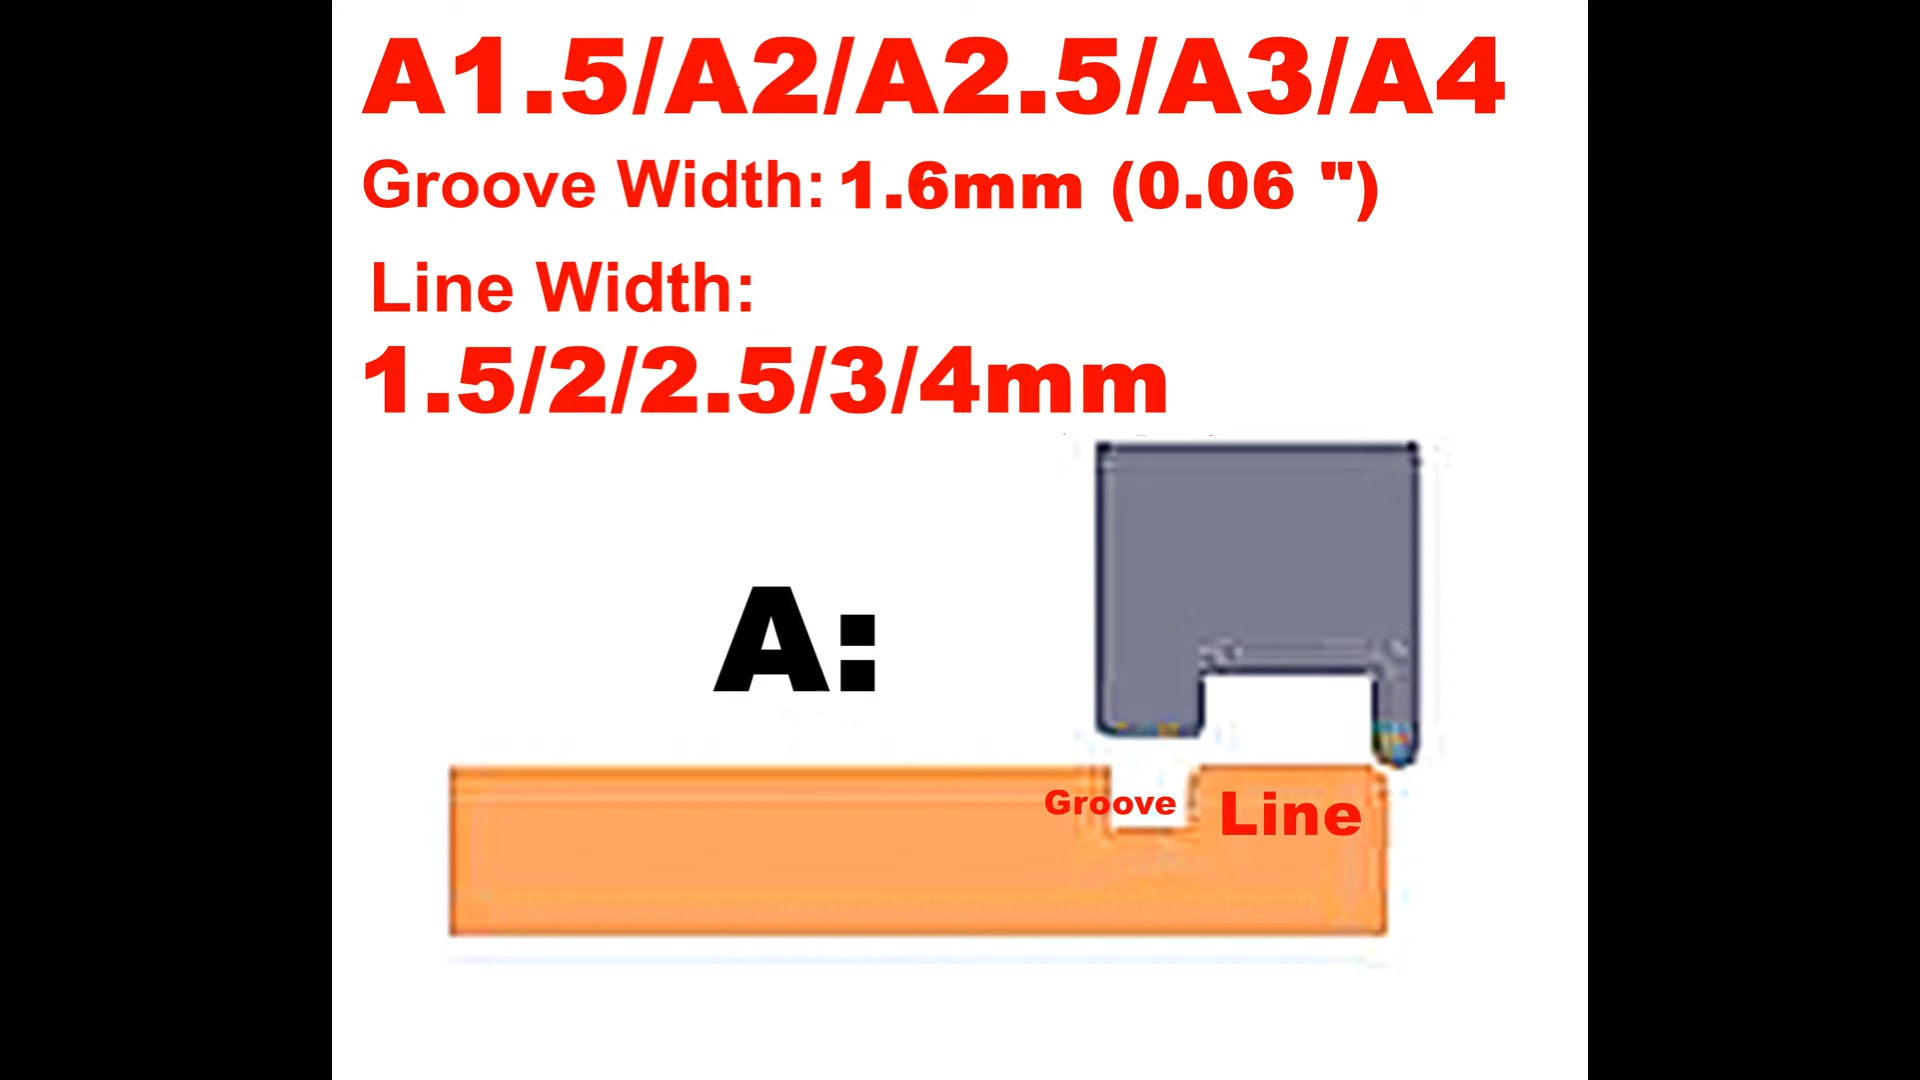 A1.5/A2/A2.5/A3/A4
Groove Width: 1.6mm (0.06 ")
Line Width:
1.5/2/2.5/3/4mm
A:
Groove
Line